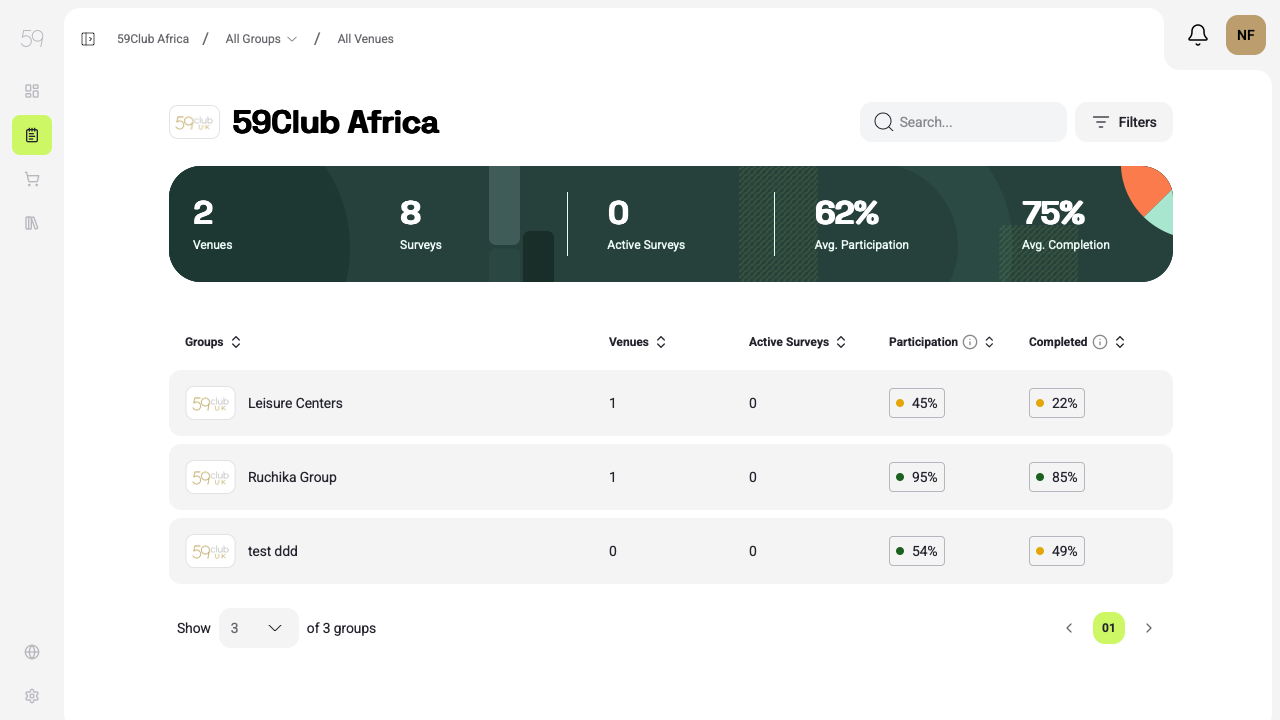 59
59Club Africa / All Groups / All Venues
NF
59club UK
59Club Africa
Search...
Filters
2
Venues
8
Surveys
0
Active Surveys
62%
Avg. Participation
75%
Avg. Completion
Groups Venues Active Surveys Participation Completed
59club UK Leisure Centers 1 0 45% 22%
59club UK Ruchika Group 1 0 95% 85%
59club UK test ddd 0 0 54% 49%
Show 3 of 3 groups
01